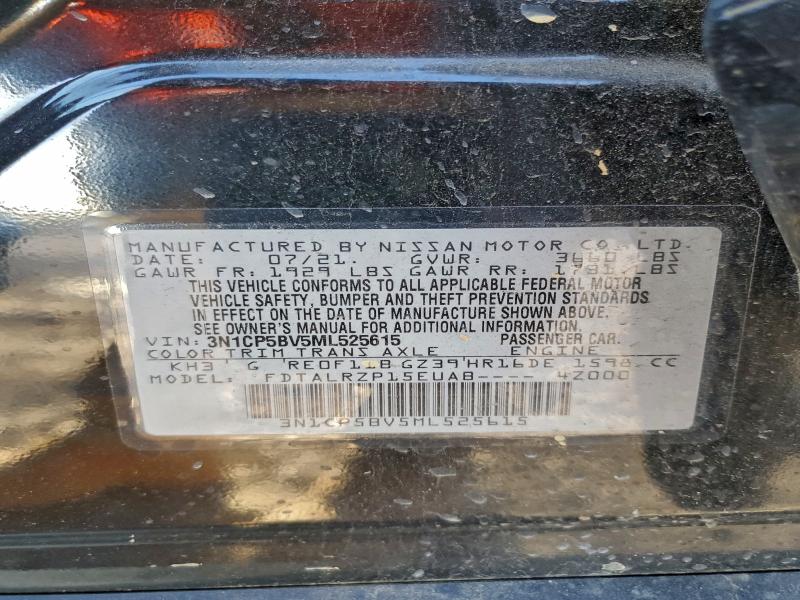 MANUFACTURED BY NISSAN MOTOR CO., LTD.
DATE: 07/21. GVWR: 3660 LBS
GAWR FR: 1929 LBS GAWR RR: 1781 LBS
THIS VEHICLE CONFORMS TO ALL APPLICABLE FEDERAL MOTOR
VEHICLE SAFETY, BUMPER AND THEFT PREVENTION STANDARDS
IN EFFECT ON THE DATE OF MANUFACTURE SHOWN ABOVE.
SEE OWNER'S MANUAL FOR ADDITIONAL INFORMATION.
VIN: 3N1CP5BV5ML525615 PASSENGER CAR.
COLOR TRIM TRANS AXLE ENGINE
KH3 G RE0F11B GZ39 HR16DE 1598 CC
MODEL: FDTALRZP15EUAB---- 4Z000
3N1CP5BV5ML525615